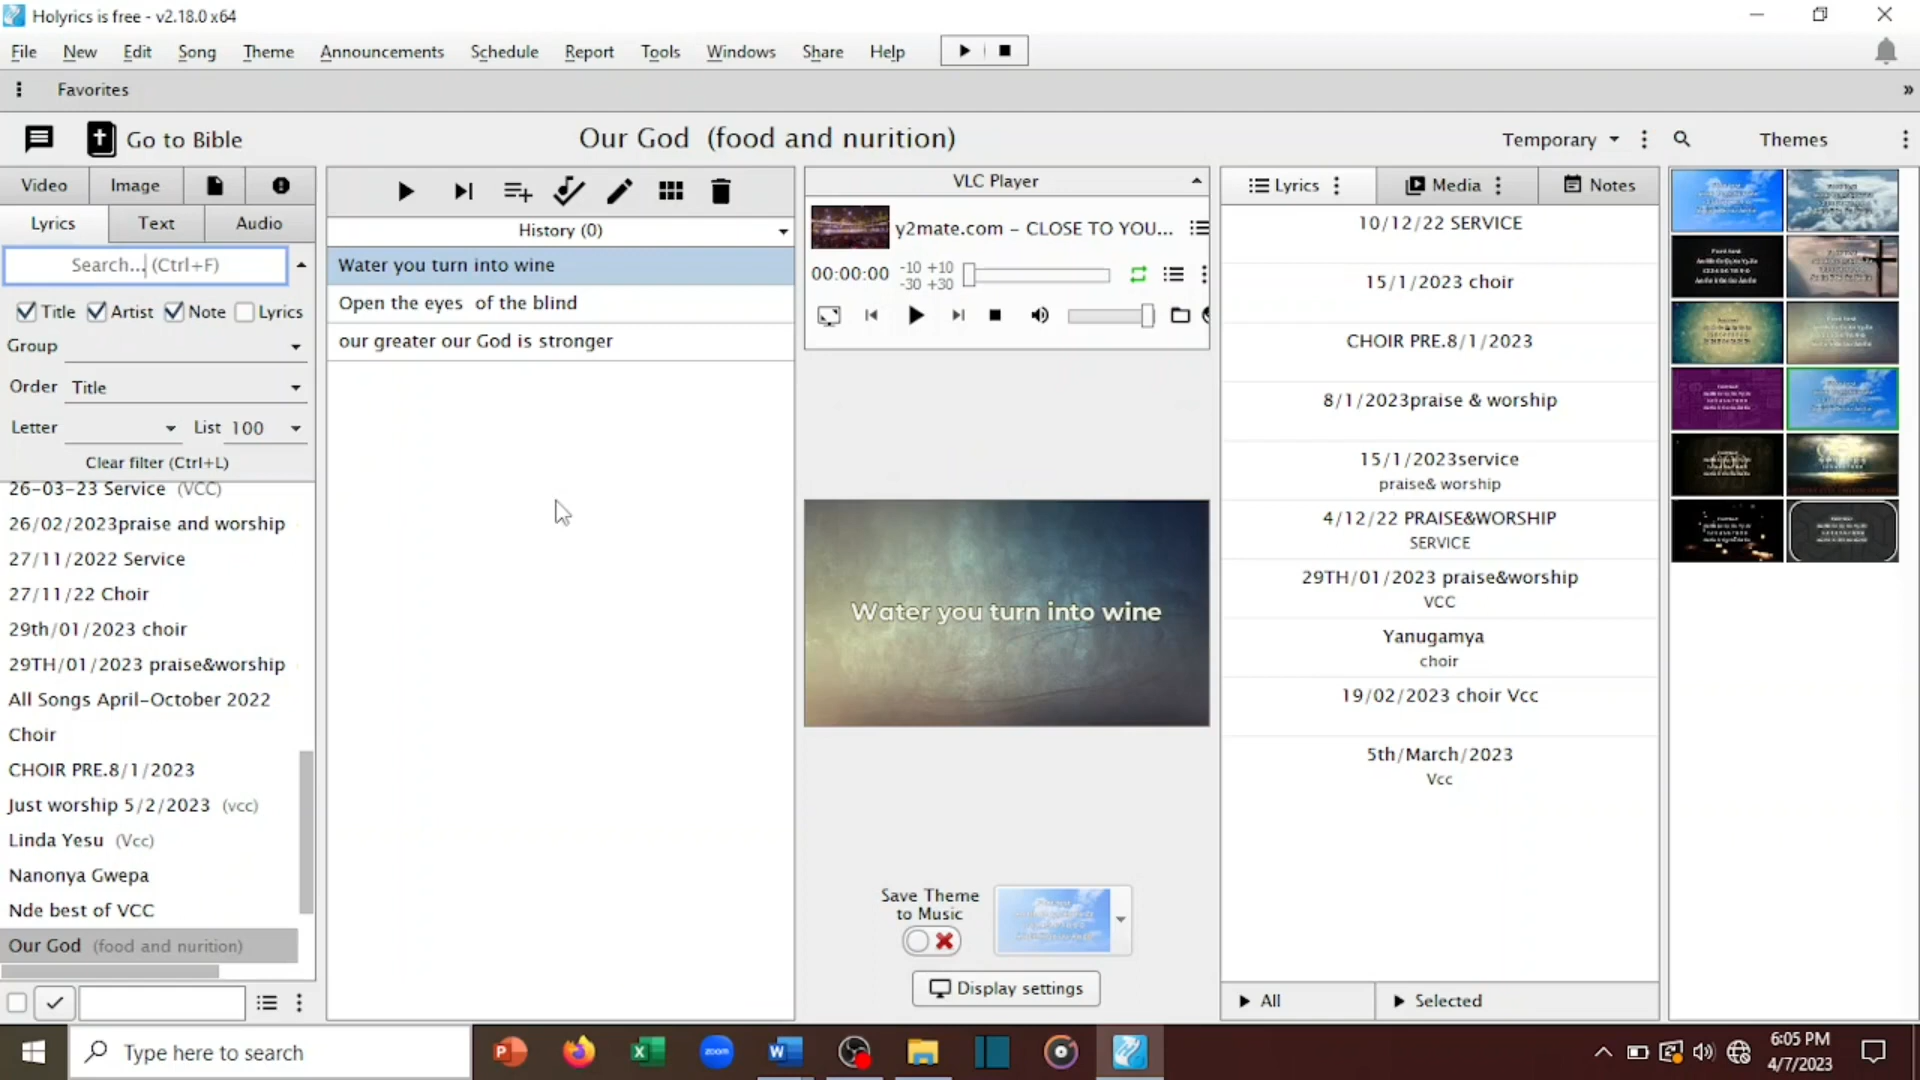 Holyrics is free - v2.18.0 x64
File New Edit Song Theme Announcements Schedule Report Tools Windows Share Help
Favorites
Go to Bible
Our God (food and nurition)
Temporary
Themes
Video Image
Lyrics Text Audio
Search... (Ctrl+F)
Title Artist Note Lyrics
Group
Order Title
Letter List 100
Clear filter (Ctrl+L)
26-03-23 Service (VCC)
26/02/2023praise and worship
27/11/2022 Service
27/11/22 Choir
29th/01/2023 choir
29TH/01/2023 praise&worship
All Songs April-October 2022
Choir
CHOIR PRE.8/1/2023
Just worship 5/2/2023 (vcc)
Linda Yesu (Vcc)
Nanonya Gwepa
Nde best of VCC
Our God (food and nurition)
History (0)
Water you turn into wine
Open the eyes of the blind
our greater our God is stronger
VLC Player
y2mate.com - CLOSE TO YOU...
00:00:00
-10 +10
-30 +30
Water you turn into wine
Save Theme
to Music
Display settings
Lyrics Media Notes
10/12/22 SERVICE
15/1/2023 choir
CHOIR PRE.8/1/2023
8/1/2023praise & worship
15/1/2023service
praise& worship
4/12/22 PRAISE&WORSHIP
SERVICE
29TH/01/2023 praise&worship
VCC
Yanugamya
choir
19/02/2023 choir Vcc
5th/March/2023
Vcc
All Selected
Type here to search
zoom
6:05 PM
4/7/2023